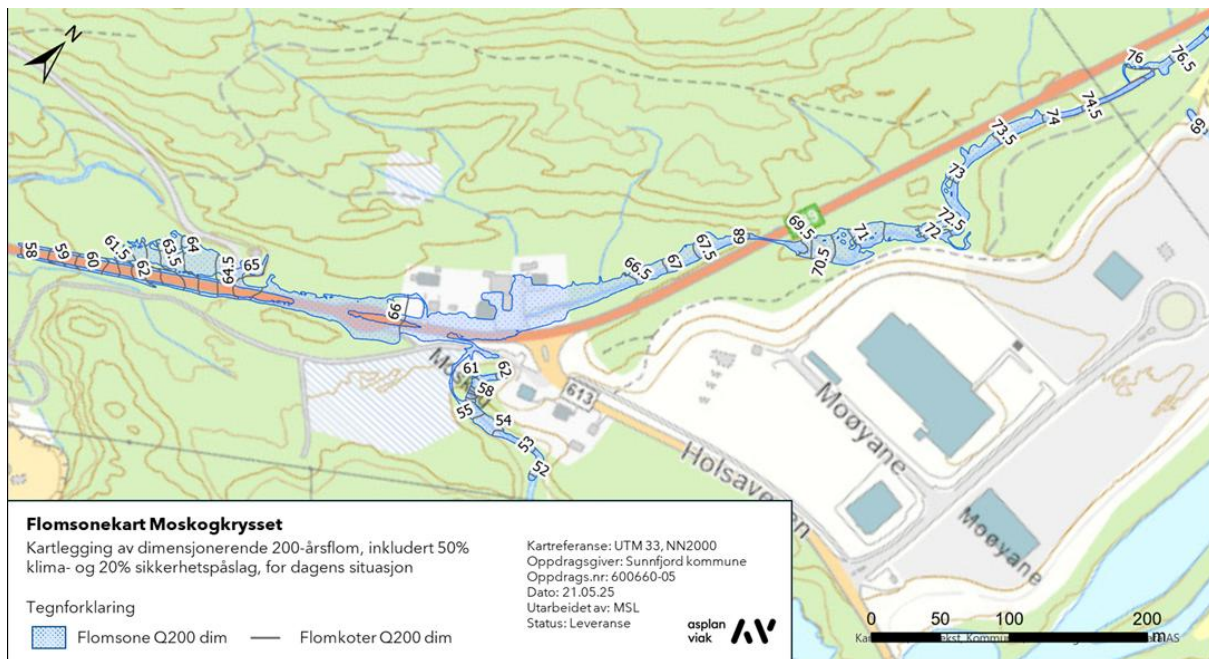 N
76
76.5
74.5
74
73.5
69
73
72.5
72
71
70.5
69.5
68
67.5
67
66.5
66
58
59
60
61.5
62
63.5
64
64.5
65
61
62
58
55
54
53
52
613
Moøyane
Holsavegen
Moøyane
Flomsonekart Moskogkrysset
Kartlegging av dimensjonerende 200-årsflom, inkludert 50%
klima- og 20% sikkerhetspåslag, for dagens situasjon
Tegnforklaring
Flomsone Q200 dim
Flomkoter Q200 dim
Kartreferanse: UTM 33, NN2000
Oppdragsgiver: Sunnfjord kommune
Oppdrags.nr: 600660-05
Dato: 21.05.25
Utarbeidet av: MSL
Status: Leveranse
asplan
viak
0 50 100 200
m